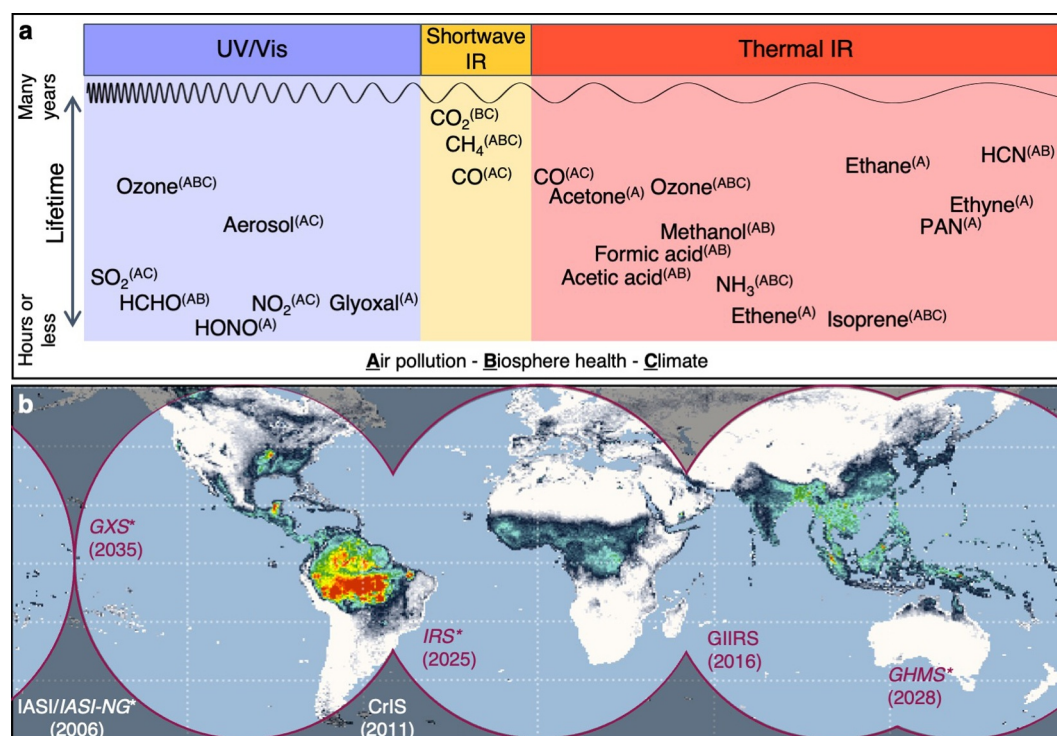 a
UV/Vis
Shortwave
IR
Thermal IR
Many
years
Lifetime
Hours or
less
CO₂(BC)
CH₄(ABC)
CO(AC)
CO(AC)
Ethane(A)
HCN(AB)
Ozone(ABC)
Acetone(A)
Ozone(ABC)
Ethyne(A)
Aerosol(AC)
Methanol(AB)
PAN(A)
Formic acid(AB)
SO₂(AC)
Acetic acid(AB)
NH₃(ABC)
HCHO(AB)
NO₂(AC)
Glyoxal(A)
Ethene(A)
Isoprene(ABC)
HONO(A)
Air pollution - Biosphere health - Climate
b
GXS*
(2035)
IRS*
(2025)
GIIRS
(2016)
GHMS*
(2028)
IASI/IASI-NG*
(2006)
CrIS
(2011)